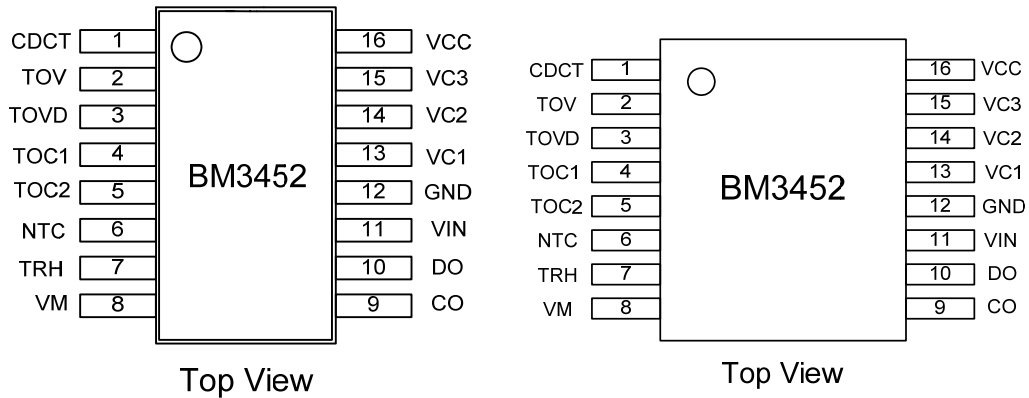 CDCT 1 16 VCC
TOV 2 15 VC3
TOVD 3 14 VC2
TOC1 4 13 VC1
TOC2 5 12 GND
NTC 6 11 VIN
TRH 7 10 DO
VM 8 9 CO
BM3452
Top View
CDCT 1 16 VCC
TOV 2 15 VC3
TOVD 3 14 VC2
TOC1 4 13 VC1
TOC2 5 12 GND
NTC 6 11 VIN
TRH 7 10 DO
VM 8 9 CO
BM3452
Top View